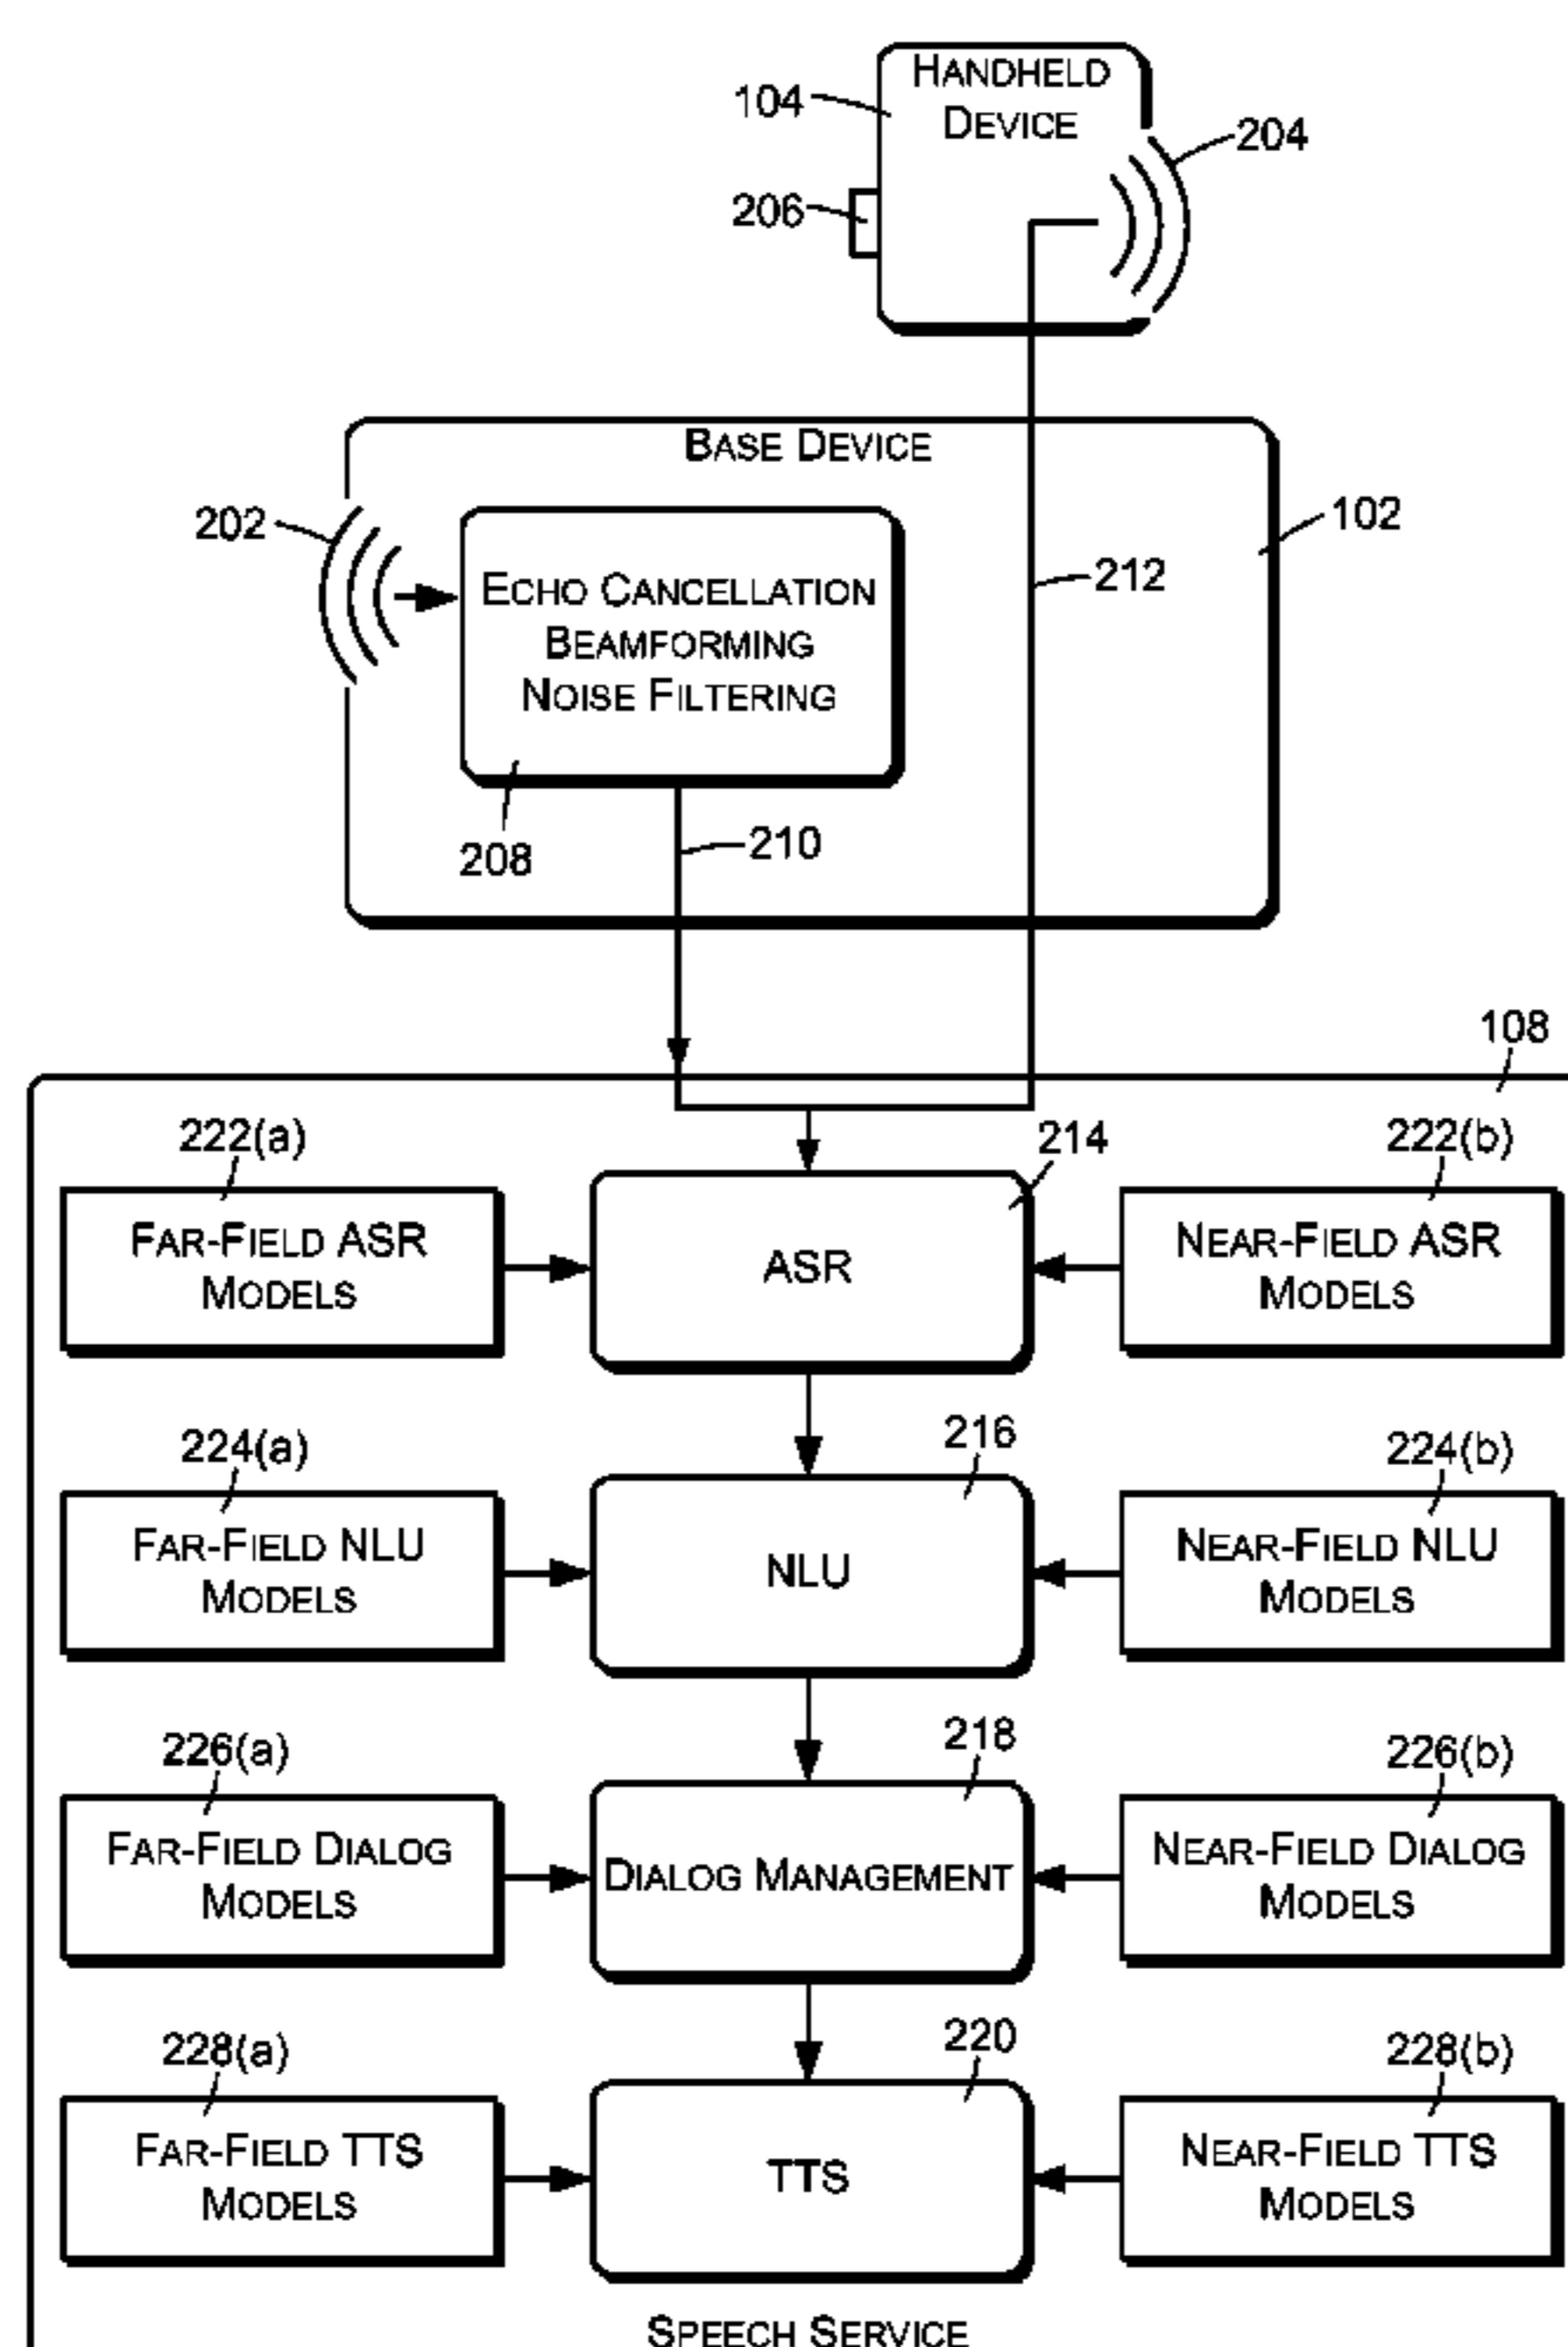 HANDHELD
DEVICE
104
204
206
BASE DEVICE
202
102
ECHO CANCELLATION
BEAMFORMING
NOISE FILTERING
212
208
210
108
222(a)
214
222(b)
FAR-FIELD ASR
MODELS
ASR
NEAR-FIELD ASR
MODELS
224(a)
216
224(b)
FAR-FIELD NLU
MODELS
NLU
NEAR-FIELD NLU
MODELS
226(a)
218
226(b)
FAR-FIELD DIALOG
MODELS
DIALOG MANAGEMENT
NEAR-FIELD DIALOG
MODELS
228(a)
220
228(b)
FAR-FIELD TTS
MODELS
TTS
NEAR-FIELD TTS
MODELS
SPEECH SERVICE